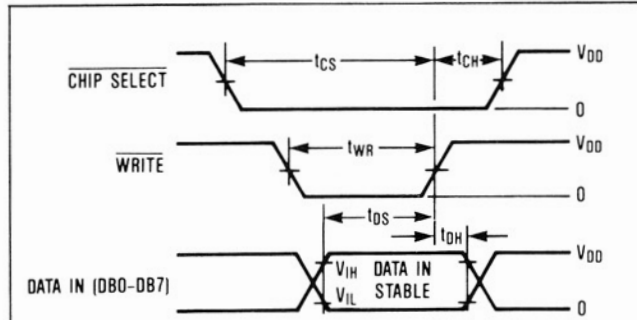 tCS
tCH
VDD
CHIP SELECT
0
tWR
VDD
WRITE
0
tDS
tDH
VDD
VIH DATA IN
DATA IN (DB0-DB7)
VIL STABLE
0